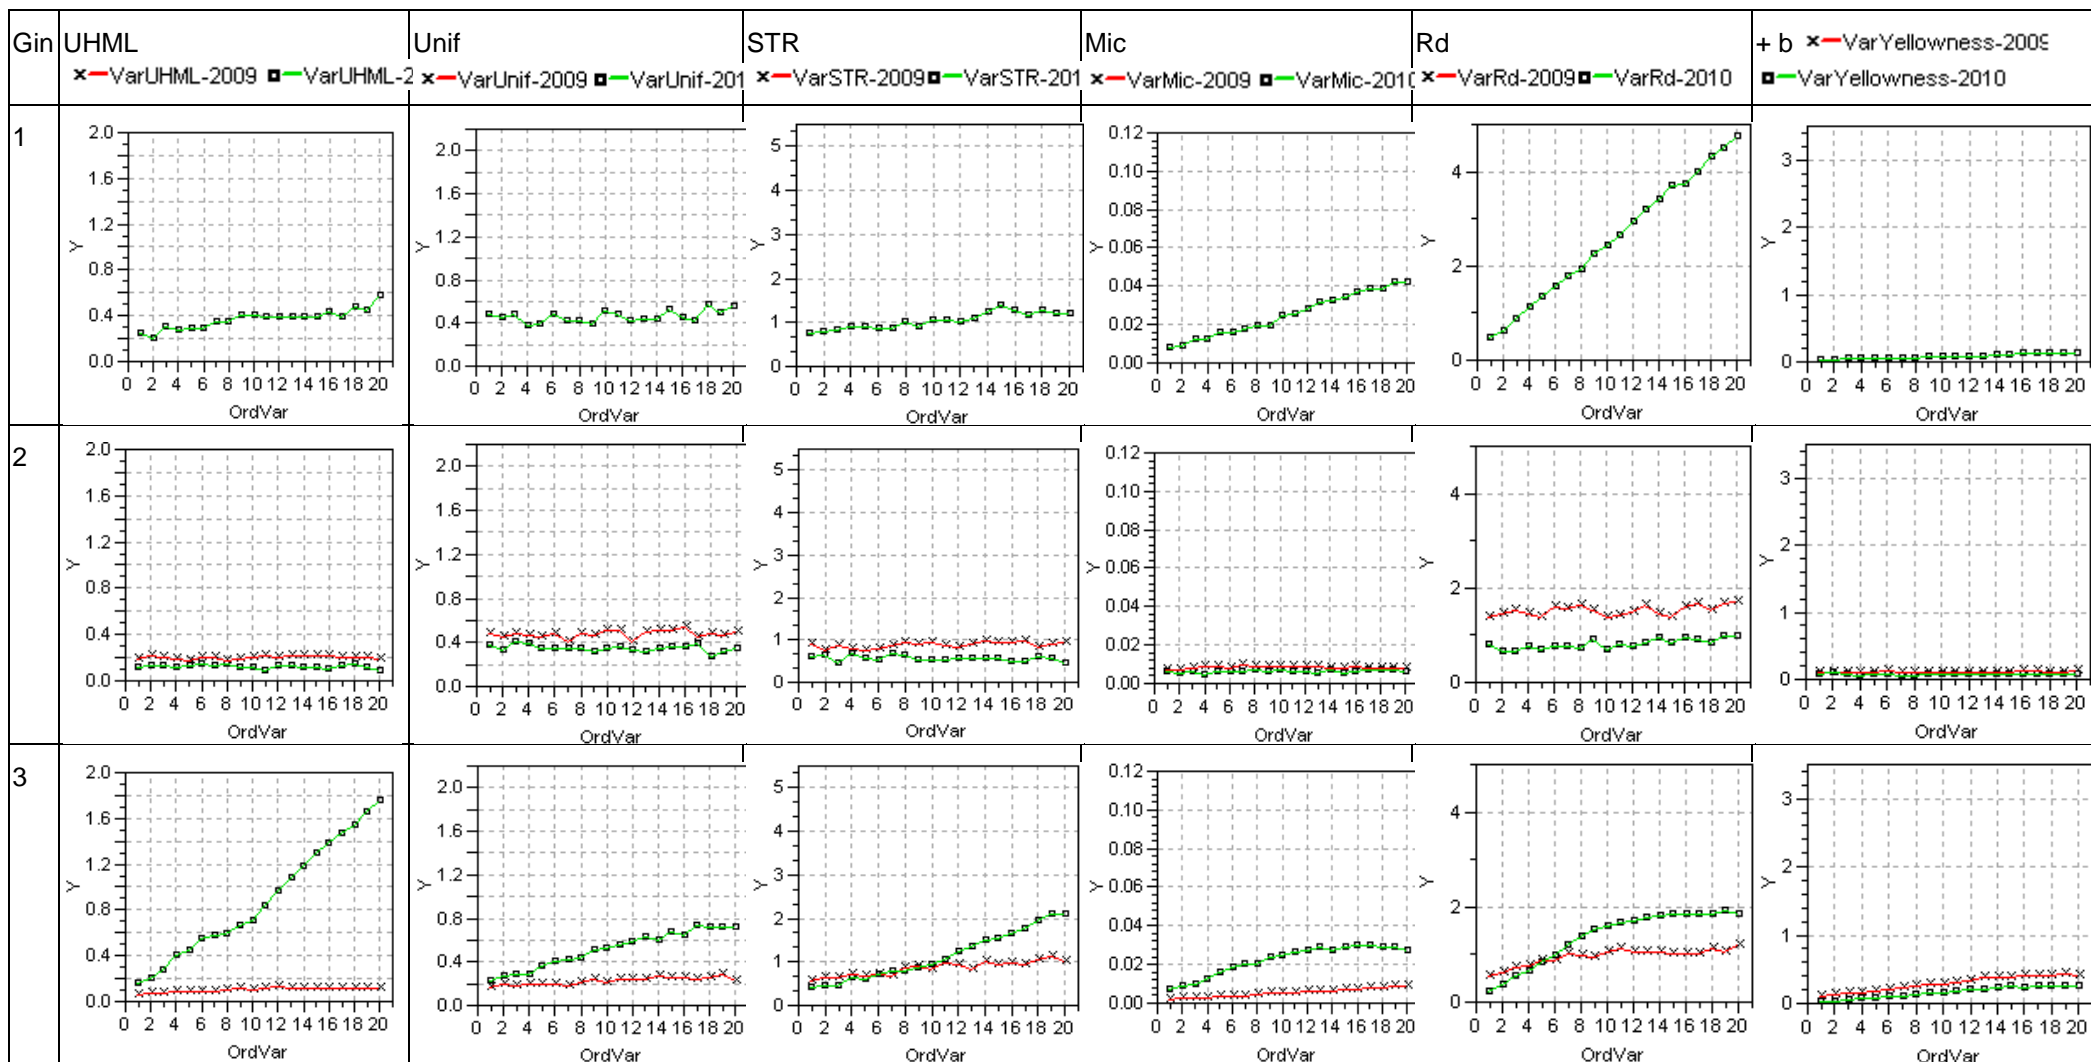 Gin UHML Unif STR Mic Rd + b
VarUHML-2009 VarUHML-2
VarUnif-2009 VarUnif-201
VarSTR-2009 VarSTR-201
VarMic-2009 VarMic-2010
VarRd-2009 VarRd-2010
VarYellowness-2009
VarYellowness-2010
1
2.0
1.6
1.2
Y
0.8
0.4
0.0
0 2 4 6 8 10 12 14 16 20
OrdVar
2.0
1.6
1.2
Y
0.8
0.4
0.0
0 2 4 6 8 10 12 14 16 20
OrdVar
5
4
3
Y
2
1
0
0 2 4 6 8 10 12 14 16 20
OrdVar
0.12
0.10
0.08
0.06
Y
0.04
0.02
0.00
0 2 4 6 8 10 12 14 16 20
OrdVar
4
Y
2
0
0 2 4 6 8 10 12 14 16 18 20
OrdVar
3
2
Y
1
0
0 2 4 6 8 10 12 14 16 18 20
OrdVar
2
2.0
1.6
1.2
Y
0.8
0.4
0.0
0 2 4 6 8 10 12 14 16 20
OrdVar
2.0
1.6
1.2
Y
0.8
0.4
0.0
0 2 4 6 8 10 12 14 16 20
OrdVar
5
4
3
Y
2
1
0
0 2 4 6 8 10 12 14 16 20
OrdVar
0.12
0.10
0.08
0.06
Y
0.04
0.02
0.00
0 2 4 6 8 10 12 14 16 20
OrdVar
4
Y
2
0
0 2 4 6 8 10 12 14 16 18 20
OrdVar
3
2
Y
1
0
0 2 4 6 8 10 12 14 16 18 20
OrdVar
3
2.0
1.6
1.2
Y
0.8
0.4
0.0
0 2 4 6 8 10 12 14 16 20
OrdVar
2.0
1.6
1.2
Y
0.8
0.4
0.0
0 2 4 6 8 10 12 14 16 20
OrdVar
5
4
3
Y
2
1
0
0 2 4 6 8 10 12 14 16 20
OrdVar
0.12
0.10
0.08
0.06
Y
0.04
0.02
0.00
0 2 4 6 8 10 12 14 16 20
OrdVar
4
Y
2
0
0 2 4 6 8 10 12 14 16 18 20
OrdVar
3
2
Y
1
0
0 2 4 6 8 10 12 14 16 18 20
OrdVar